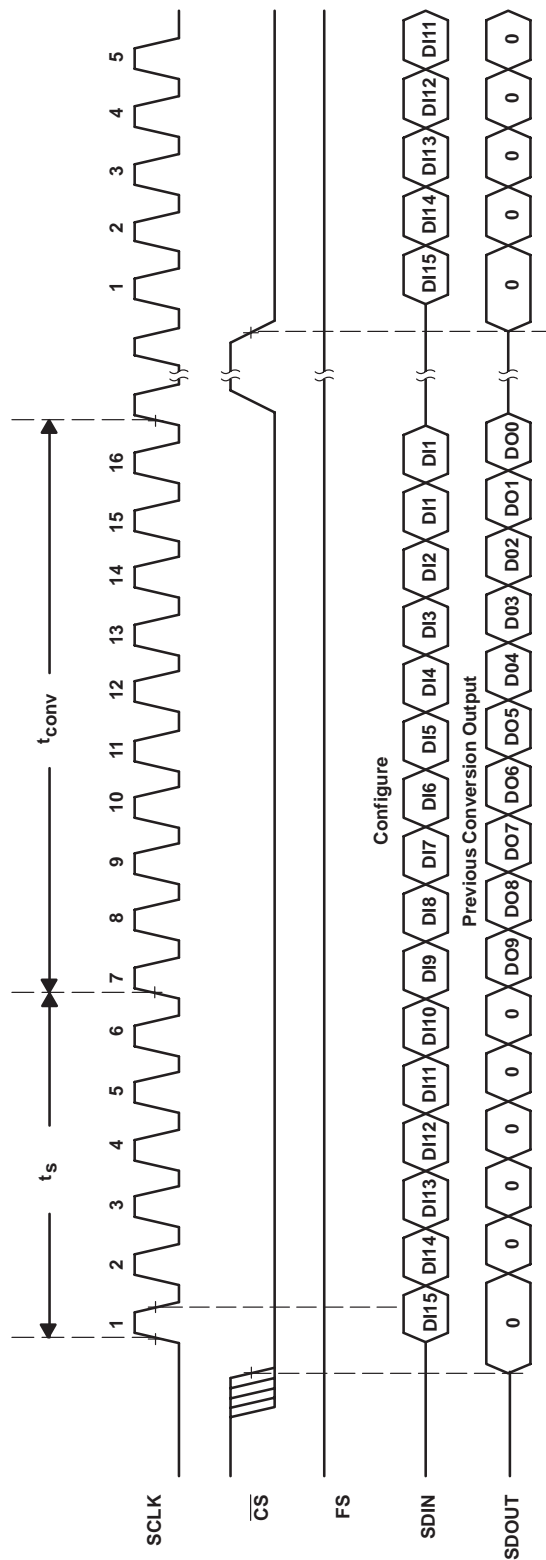 t_s t_conv
1 2 3 4 5 6 7 8 9 10 11 12 13 14 15 16 1 2 3 4 5
SCLK
CS
FS
Configure
SDIN DI15 DI14 DI13 DI12 DI11 DI10 DI9 DI8 DI7 DI6 DI5 DI4 DI3 DI2 DI1 DI1 DI15 DI14 DI13 DI12 DI11
Previous Conversion Output
SDOUT 0 0 0 0 0 0 DO9 DO8 DO7 DO6 DO5 D04 D03 D02 DO1 DO0 0 0 0 0 0